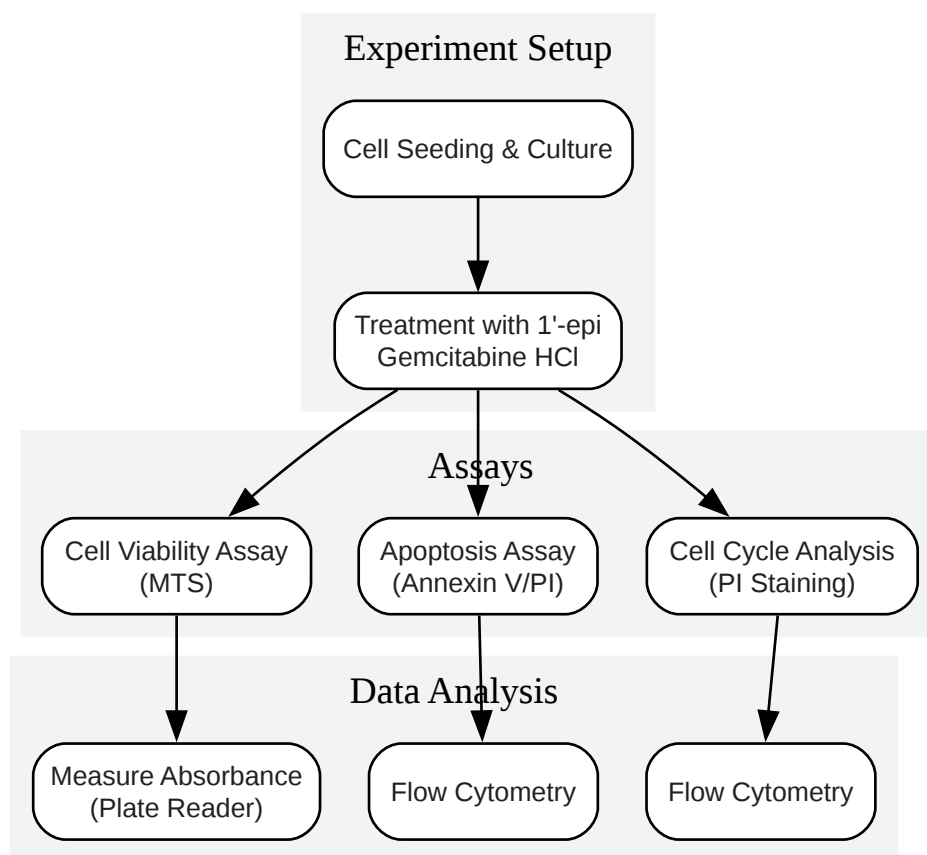 Experiment Setup
Cell Seeding & Culture
Treatment with 1'-epi
Gemcitabine HCl
Assays
Cell Viability Assay
(MTS)
Apoptosis Assay
(Annexin V/PI)
Cell Cycle Analysis
(PI Staining)
Data Analysis
Measure Absorbance
(Plate Reader)
Flow Cytometry
Flow Cytometry